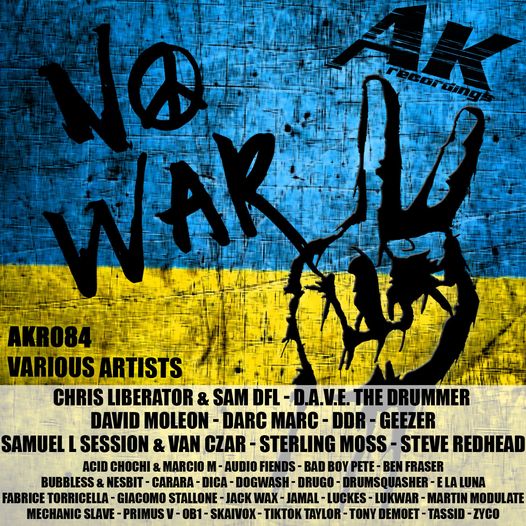 AK
recordings
NO
WAR
AKR084
VARIOUS ARTISTS
CHRIS LIBERATOR & SAM DFL - D.A.V.E. THE DRUMMER
DAVID MOLEON - DARC MARC - DDR - GEEZER
SAMUEL L SESSION & VAN CZAR - STERLING MOSS - STEVE REDHEAD
ACID CHOCHI & MARCIO M - AUDIO FIENDS - BAD BOY PETE - BEN FRASER
BUBBLESS & NESBIT - CARARA - DICA - DOGWASH - DRUGO - DRUMSQUASHER - E LA LUNA
FABRICE TORRICELLA - GIACOMO STALLONE - JACK WAX - JAMAL - LUCKES - LUKWAR - MARTIN MODULATE
MECHANIC SLAVE - PRIMUS V - OB1 - SKAIVOX - TIKTOK TAYLOR - TONY DEMOET - TASSID - ZYCO